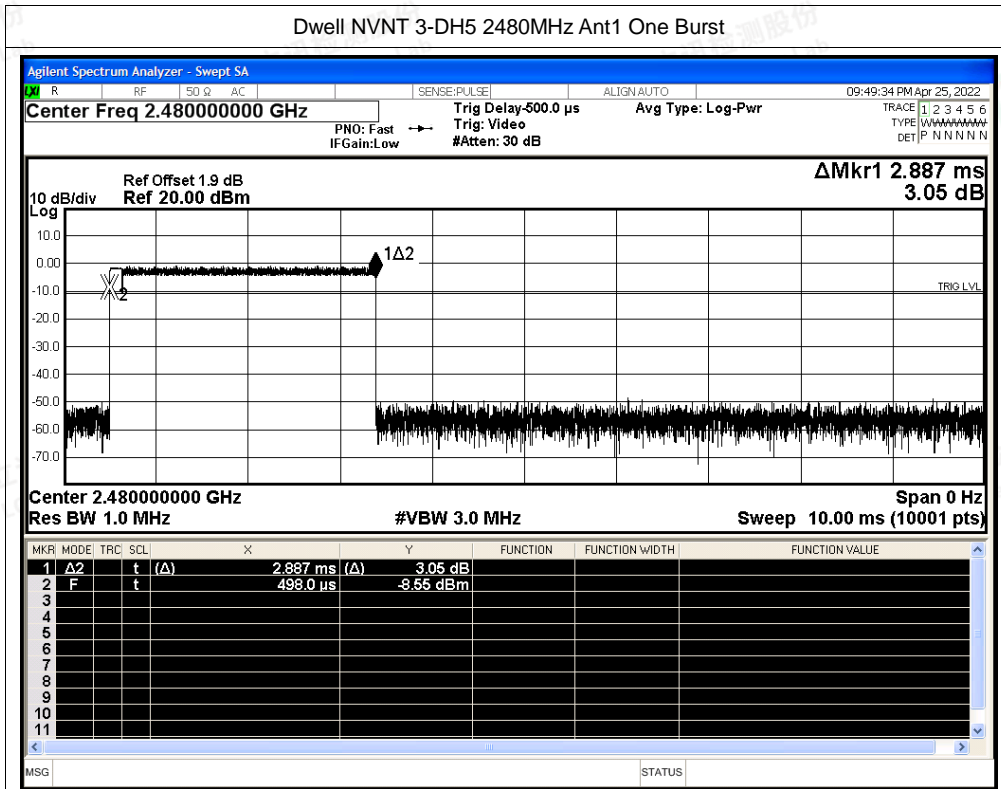 Dwell NVNT 3-DH5 2480MHz Ant1 One Burst
Agilent Spectrum Analyzer - Swept SA
LXI R RF 50 Ω AC SENSE:PULSE ALIGN AUTO 09:49:34 PM Apr 25, 2022
Center Freq 2.480000000 GHz Trig Delay-500.0 µs Avg Type: Log-Pwr TRACE 1 2 3 4 5 6
PNO: Fast Trig: Video TYPE
IFGain:Low #Atten: 30 dB DET P N N N N N
ΔMkr1 2.887 ms
Ref Offset 1.9 dB
10 dB/div Ref 20.00 dBm 3.05 dB
Log
10.0
0.00 1Δ2
-10.0 2 TRIG LVL
-20.0
-30.0
-40.0
-50.0
-60.0
-70.0
Center 2.480000000 GHz Span 0 Hz
Res BW 1.0 MHz #VBW 3.0 MHz Sweep 10.00 ms (10001 pts)
MKR MODE TRC SCL X Y FUNCTION FUNCTION WIDTH FUNCTION VALUE
1 Δ2 t (Δ) 2.887 ms (Δ) 3.05 dB
2 F t 498.0 µs -8.55 dBm
3
4
5
6
7
8
9
10
11
MSG STATUS